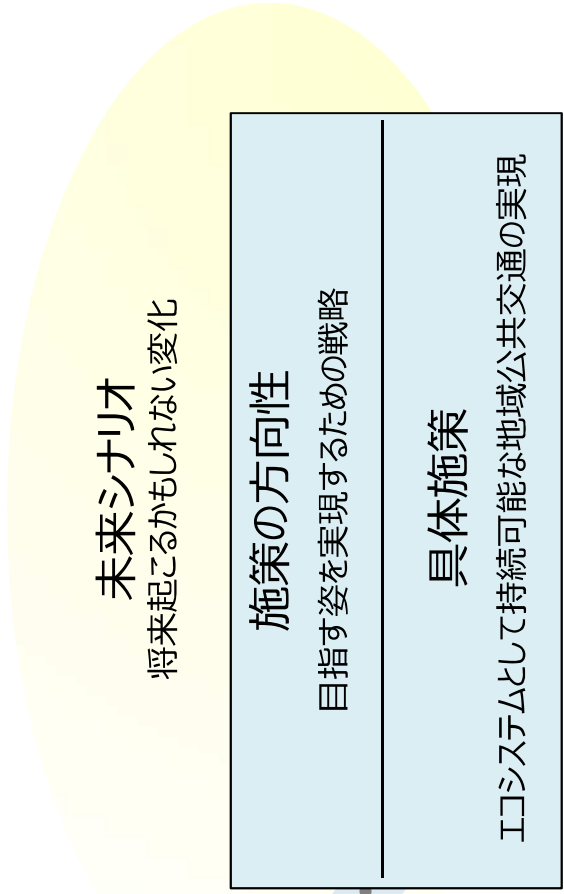 未来シナリオ
将来起こるかもしれない変化
施策の方向性
目指す姿を実現するための戦略
具体施策
エコシステムとして持続可能な地域公共交通の実現